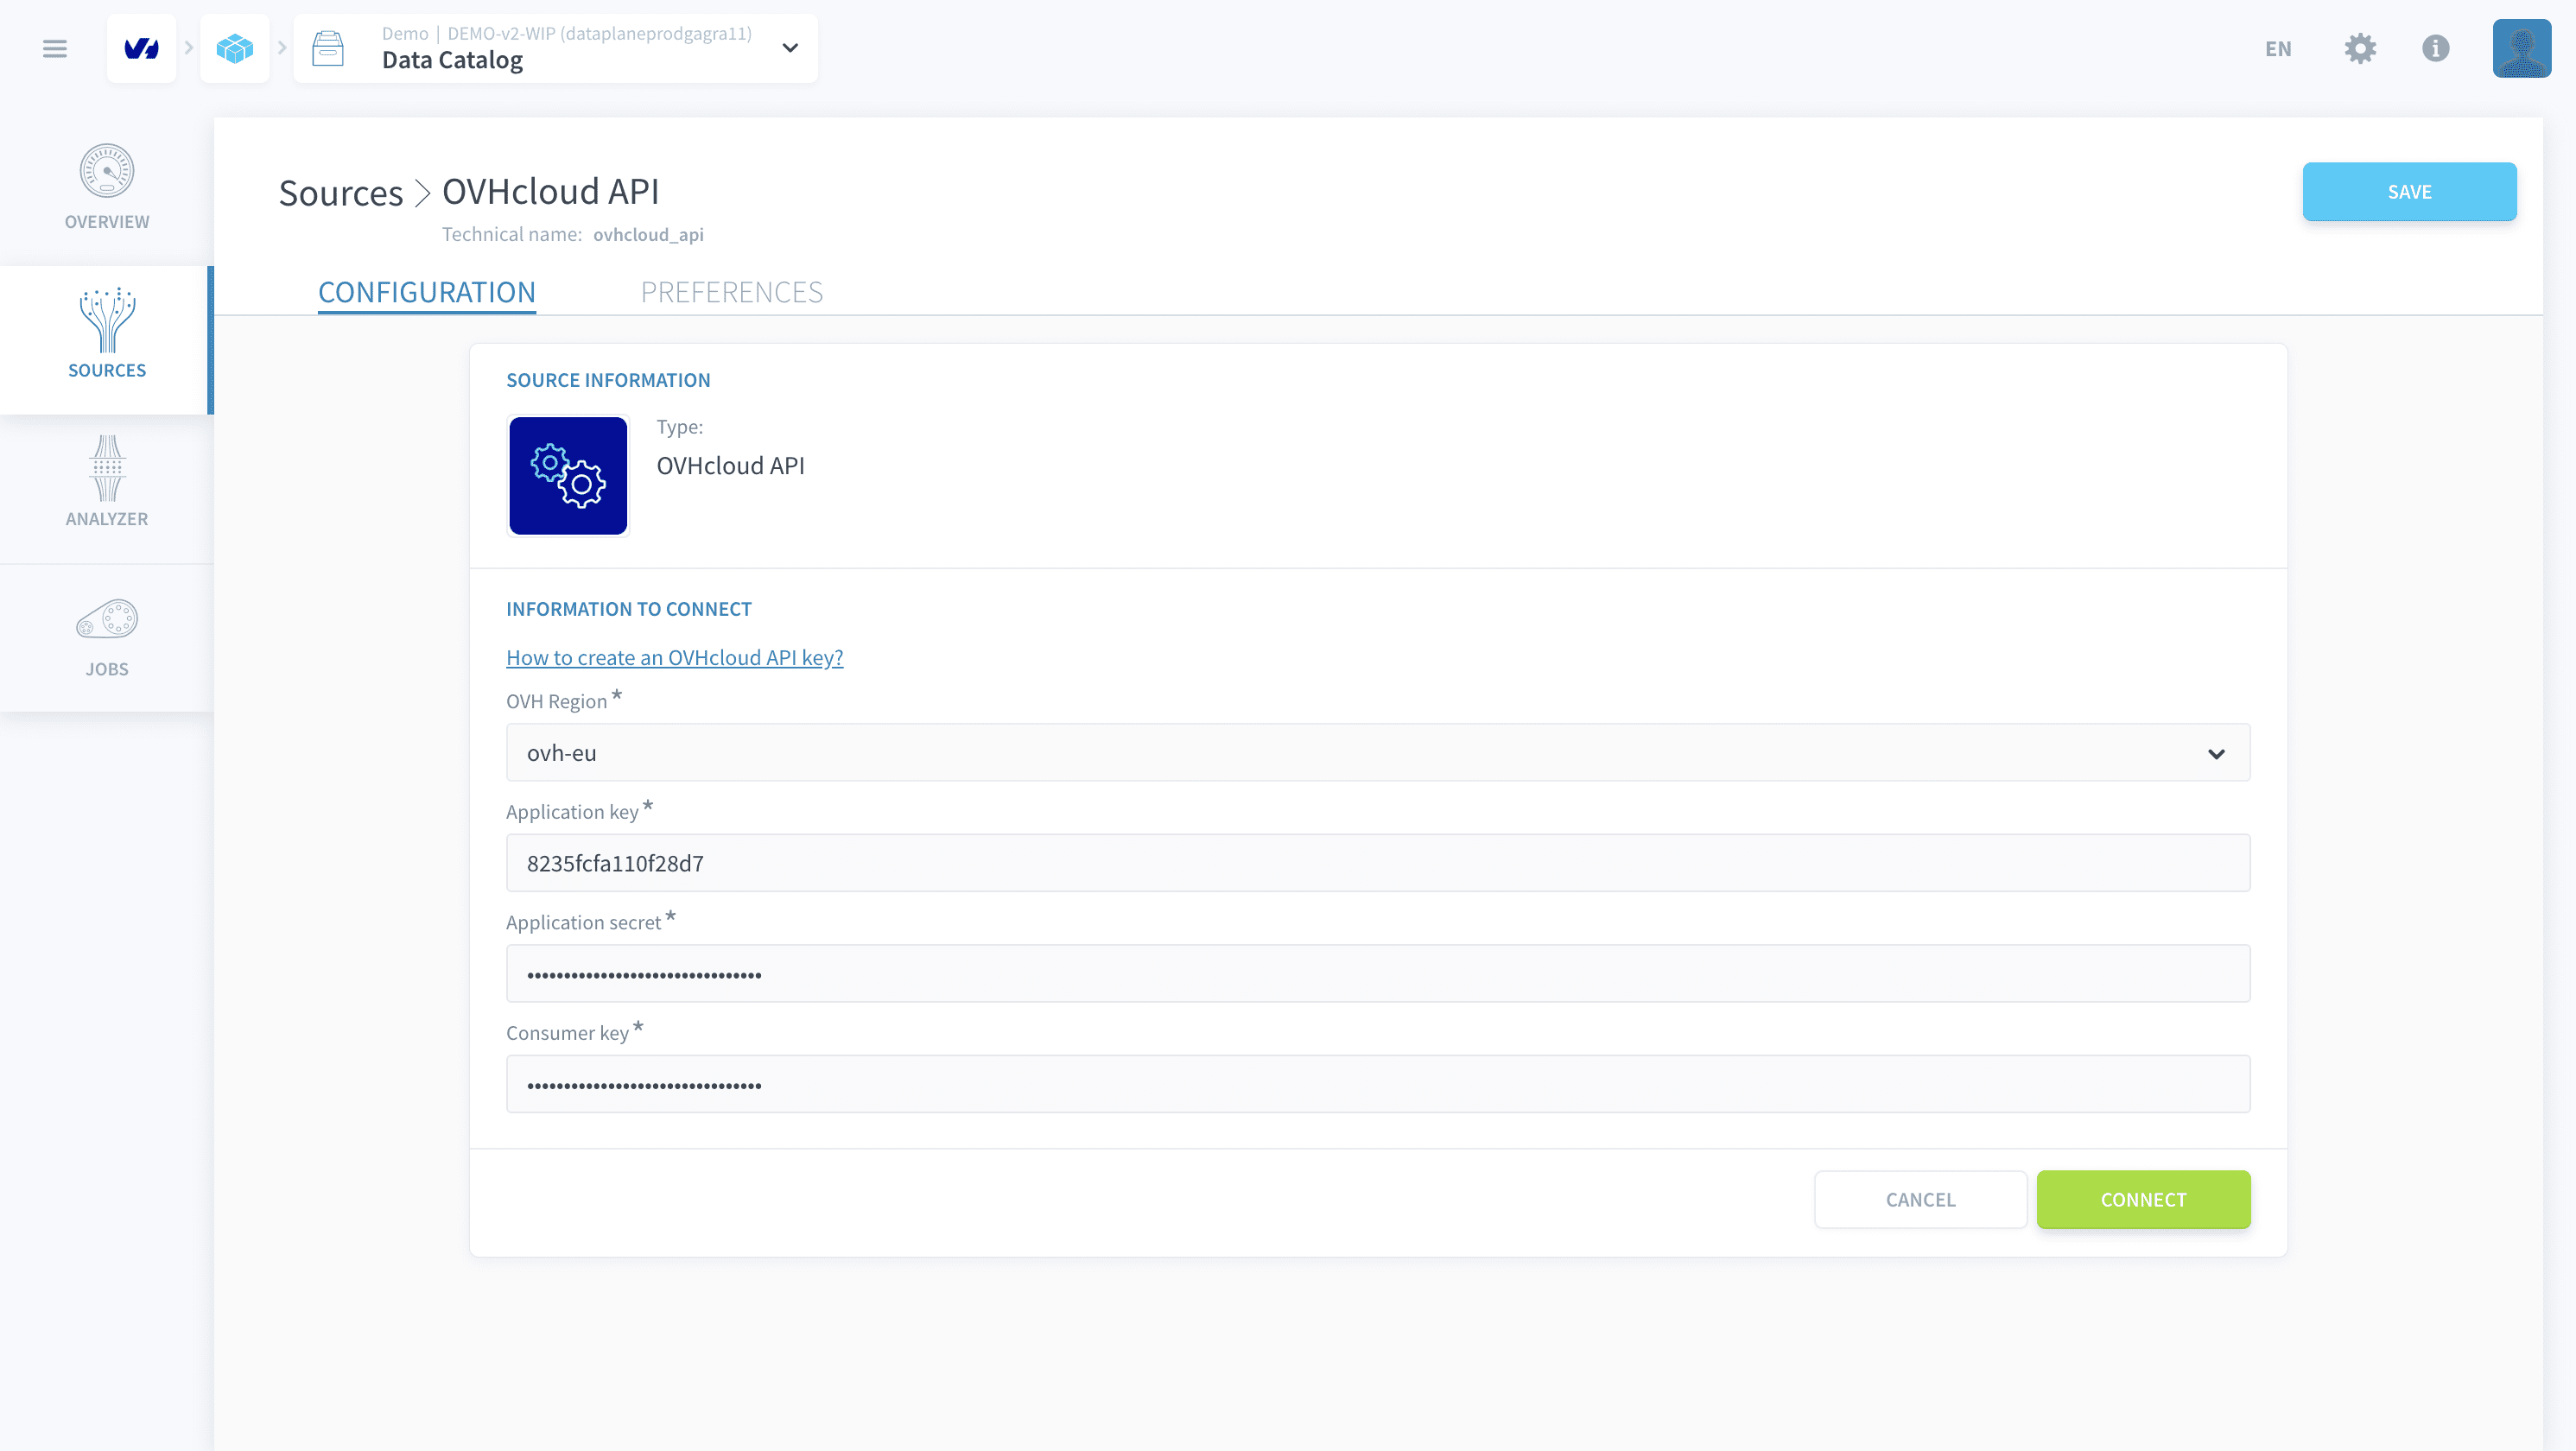 Demo | DEMO-v2-WIP (dataplaneprodgagra11)
Data Catalog
EN
OVERVIEW
SOURCES
ANALYZER
JOBS
Sources > OVHcloud API
Technical name: ovhcloud_api
SAVE
CONFIGURATION PREFERENCES
SOURCE INFORMATION
Type:
OVHcloud API
INFORMATION TO CONNECT
How to create an OVHcloud API key?
OVH Region *
ovh-eu
Application key *
8235fcfa110f28d7
Application secret *
••••••••••••••••••••••••••••••••
Consumer key *
••••••••••••••••••••••••••••••••
CANCEL CONNECT